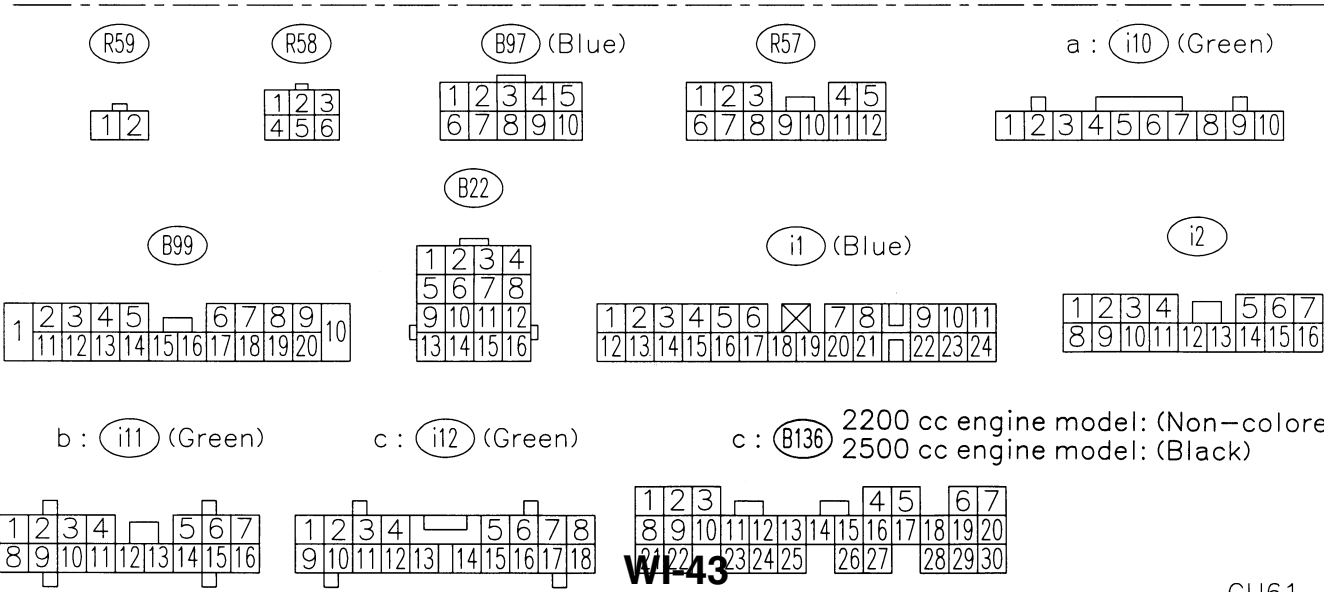 R59 R58 B97 (Blue) R57 a : i10 (Green)
1 2 3 1 2 3 4 5 1 2 3 4 5
1 2 4 5 6 6 7 8 9 10 6 7 8 9 10 11 12 1 2 3 4 5 6 7 8 9 10
B22
B99 i1 (Blue) i2
1 2 3 4
5 6 7 8
1 2 3 4 5 6 7 8 9 10 9 10 11 12 1 2 3 4 5 6 7 8 9 10 11 1 2 3 4 5 6 7
11 12 13 14 15 16 17 18 19 20 13 14 15 16 12 13 14 15 16 17 18 19 20 21 22 23 24 8 9 10 11 12 13 14 15 16
b : i11 (Green) c : i12 (Green) c : B136 2200 cc engine model: (Non-colore
2500 cc engine model: (Black)
1 2 3 4 5 6 7
1 2 3 4 5 6 7 1 2 3 4 5 6 7 8 8 9 10 11 12 13 14 15 16 17 18 19 20
8 9 10 11 12 13 14 15 16 9 10 11 12 13 14 15 16 17 18 21 22 23 24 25 26 27 28 29 30
WI-43